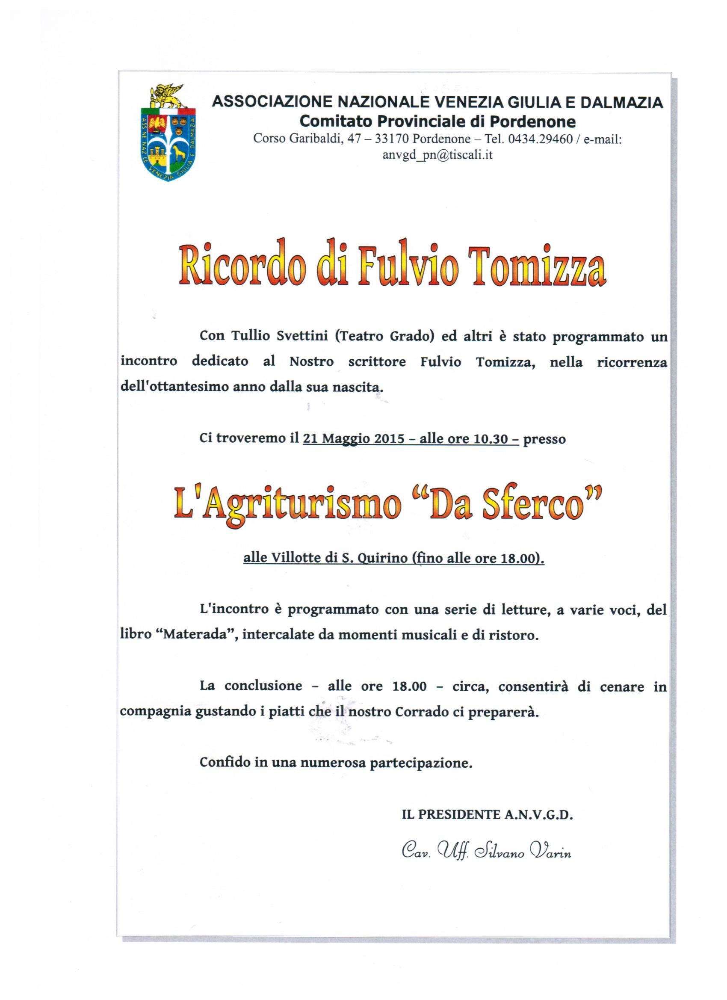 ASSOCIAZIONE NAZIONALE VENEZIA GIULIA E DALMAZIA
Comitato Provinciale di Pordenone
Corso Garibaldi, 47 – 33170 Pordenone – Tel. 0434.29460 / e-mail:
anvgd_pn@tiscali.it
ASS.NE NAZ.LE VENEZIA GIULIA E DALMAZIA
Ricordo di Fulvio Tomizza
Con Tullio Svettini (Teatro Grado) ed altri è stato programmato un
incontro dedicato al Nostro scrittore Fulvio Tomizza, nella ricorrenza
dell'ottantesimo anno dalla sua nascita.
Ci troveremo il 21 Maggio 2015 – alle ore 10.30 – presso
L'Agriturismo “Da Sferco”
alle Villotte di S. Quirino (fino alle ore 18.00).
L'incontro è programmato con una serie di letture, a varie voci, del
libro “Materada”, intercalate da momenti musicali e di ristoro.
La conclusione – alle ore 18.00 – circa, consentirà di cenare in
compagnia gustando i piatti che il nostro Corrado ci preparerà.
Confido in una numerosa partecipazione.
IL PRESIDENTE A.N.V.G.D.
Cav. Uff. Silvano Varin